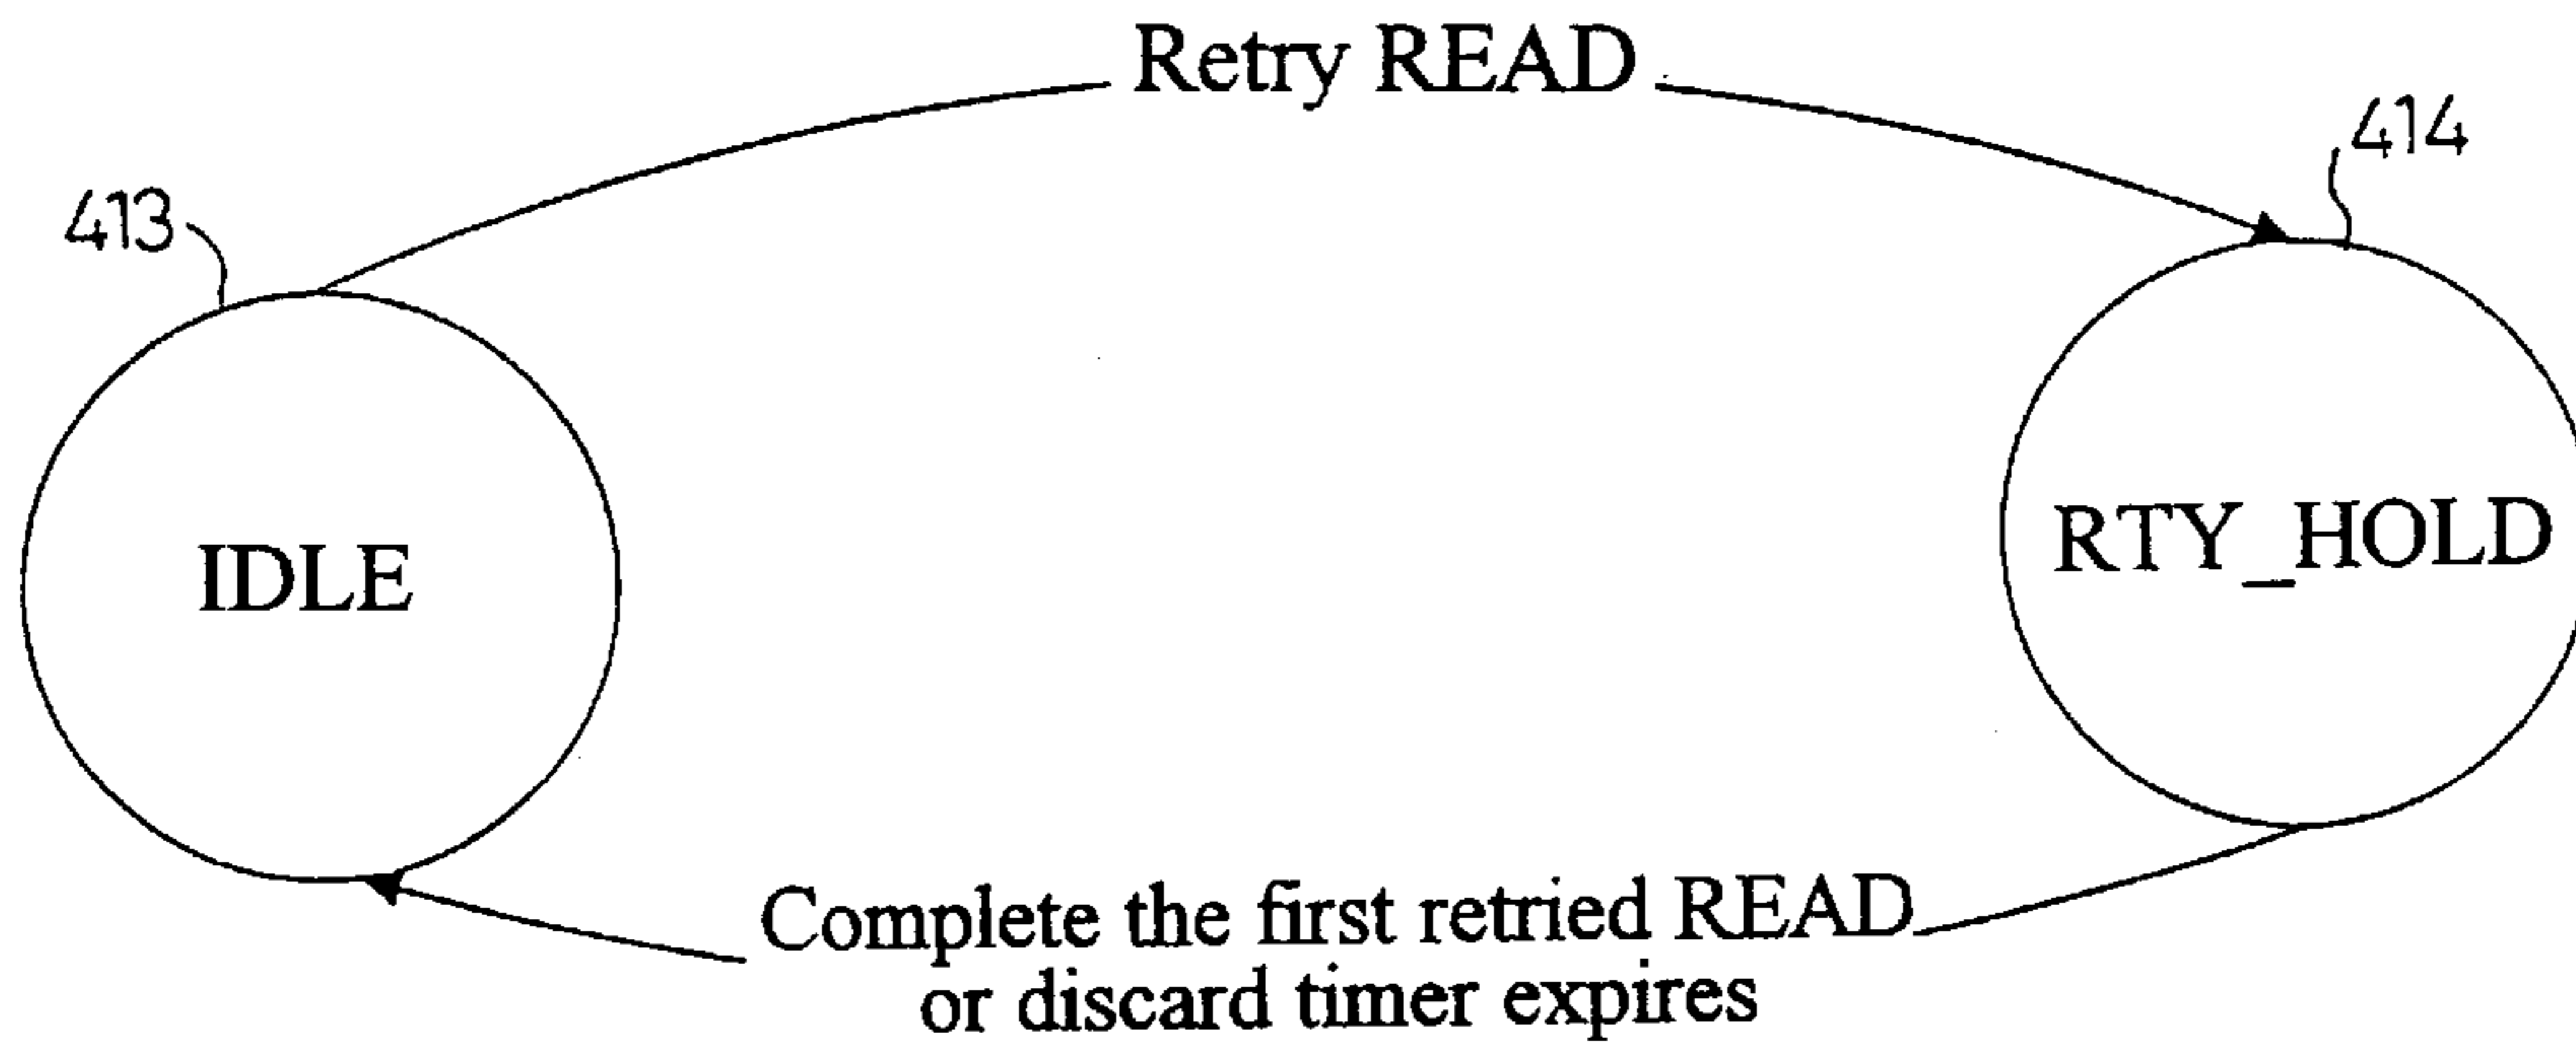 Retry READ
414
413
IDLE
RTY_HOLD
Complete the first retried READ
or discard timer expires